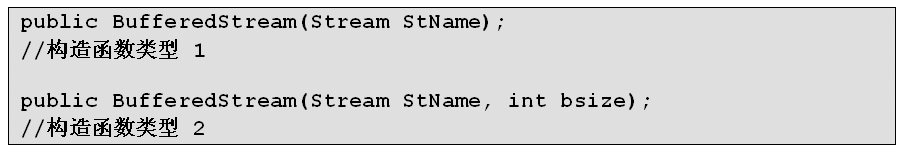 public BufferedStream(Stream StName);
//构造函数类型 1
public BufferedStream(Stream StName, int bsize);
//构造函数类型 2